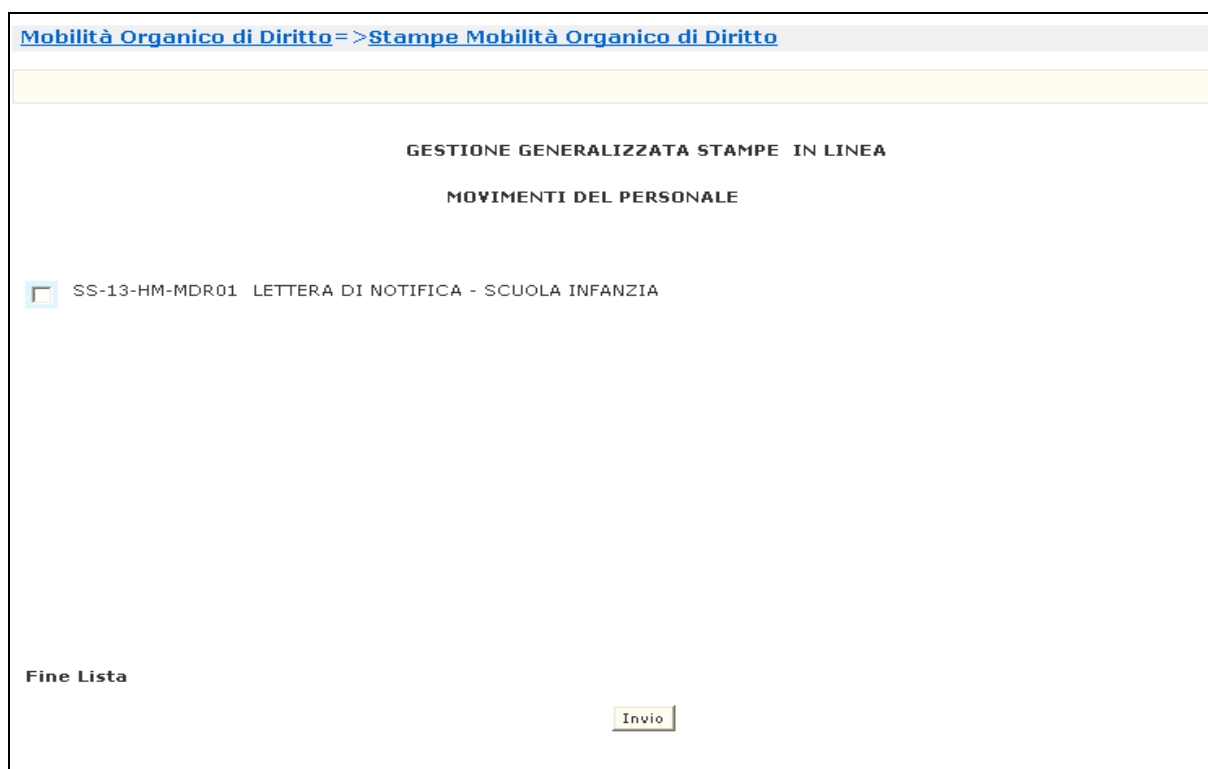 Mobilità Organico di Diritto=>Stampe Mobilità Organico di Diritto
GESTIONE GENERALIZZATA STAMPE IN LINEA
MOVIMENTI DEL PERSONALE
SS-13-HM-MDR01 LETTERA DI NOTIFICA - SCUOLA INFANZIA
Fine Lista
Invio